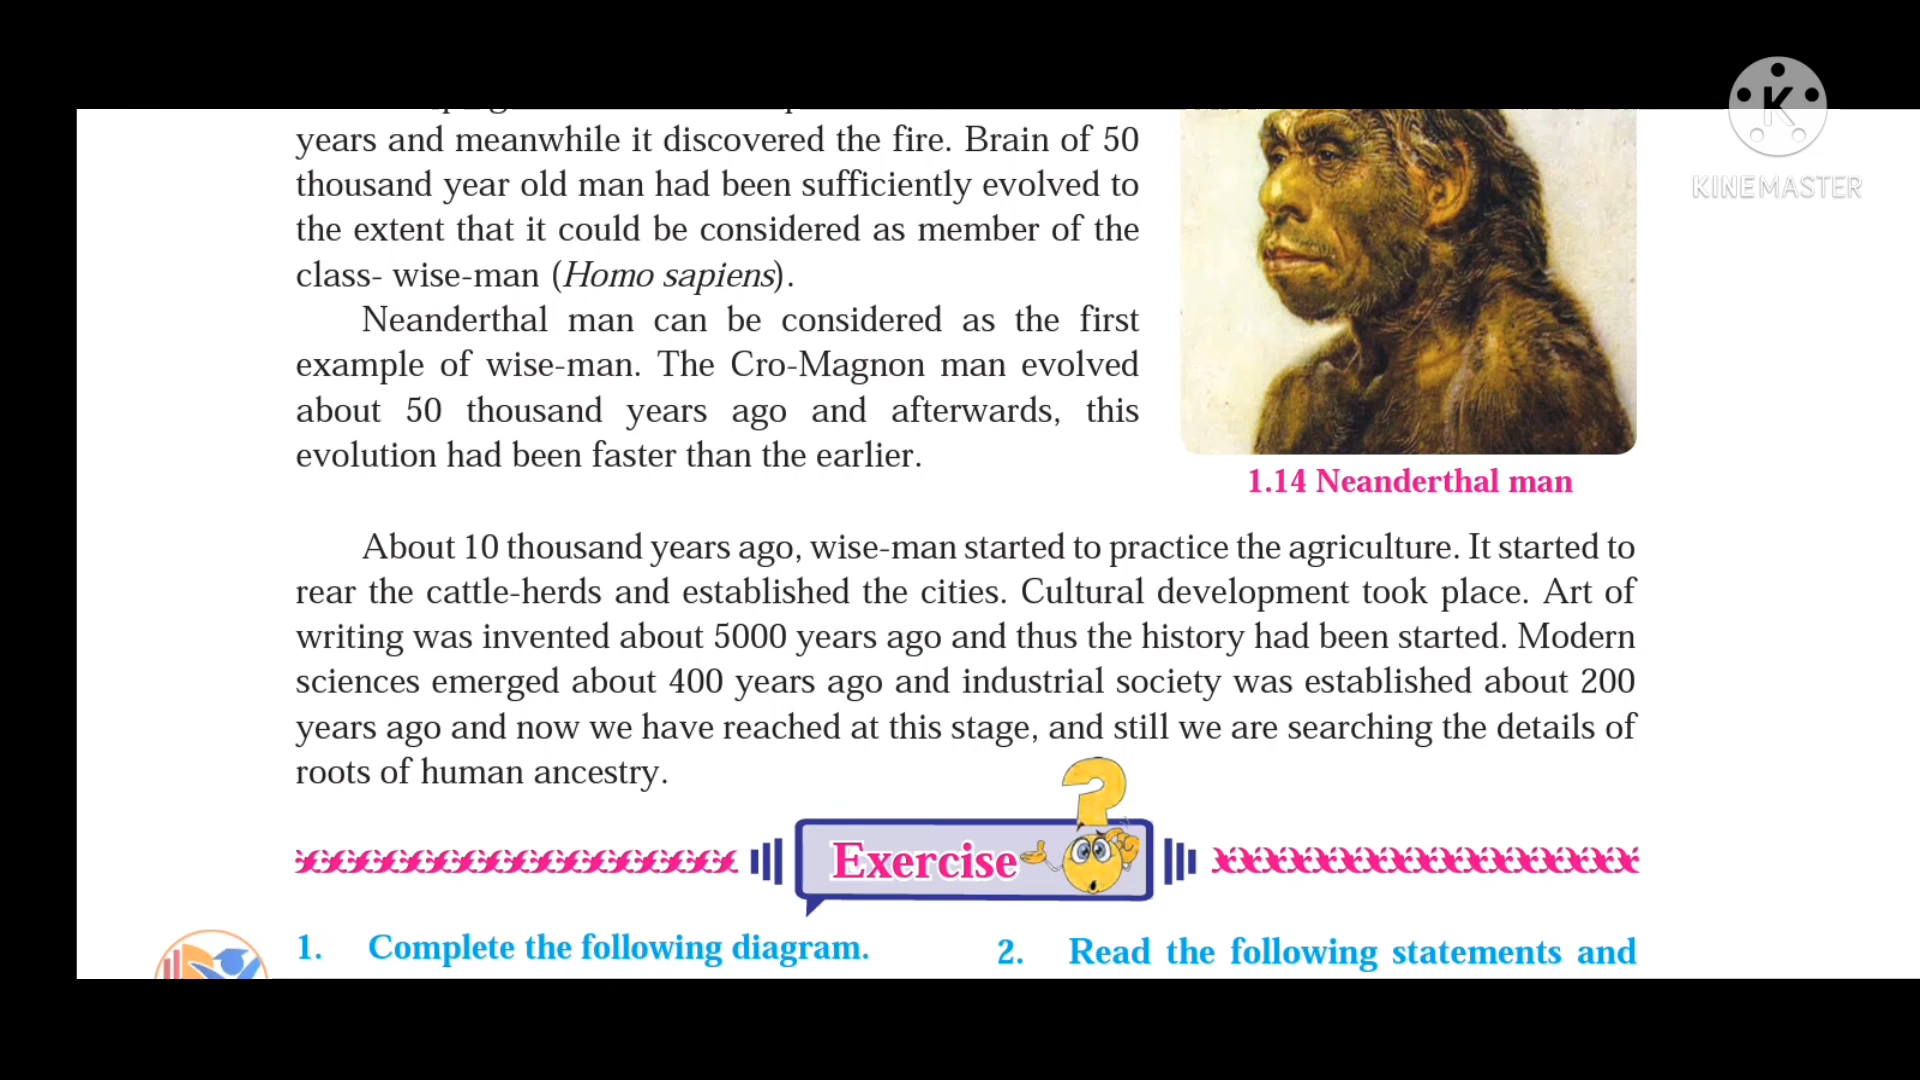 years and meanwhile it discovered the fire. Brain of 50
thousand year old man had been sufficiently evolved to
the extent that it could be considered as member of the
class- wise-man (Homo sapiens).
Neanderthal man can be considered as the first
example of wise-man. The Cro-Magnon man evolved
about 50 thousand years ago and afterwards, this
evolution had been faster than the earlier.
K
KINEMASTER
1.14 Neanderthal man
About 10 thousand years ago, wise-man started to practice the agriculture. It started to
rear the cattle-herds and established the cities. Cultural development took place. Art of
writing was invented about 5000 years ago and thus the history had been started. Modern
sciences emerged about 400 years ago and industrial society was established about 200
years ago and now we have reached at this stage, and still we are searching the details of
roots of human ancestry.
?
Exercise
1. Complete the following diagram.
2. Read the following statements and